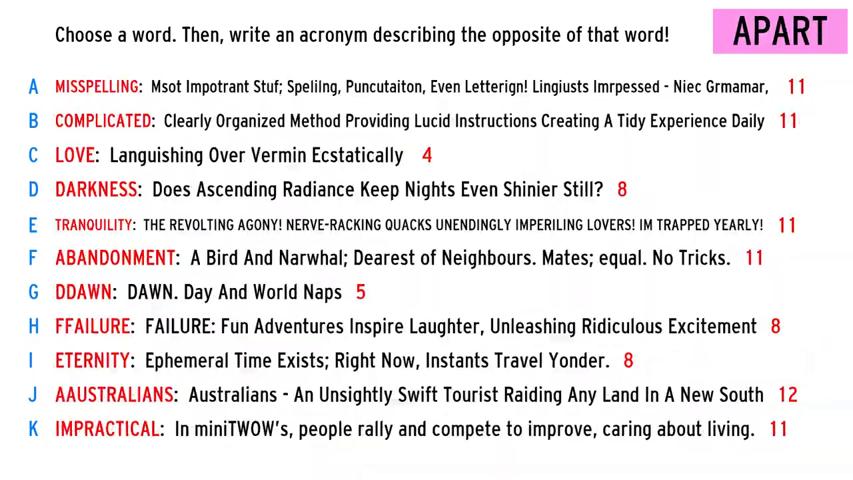 Choose a word. Then, write an acronym describing the opposite of that word!
APART
A MISSPELLING: Msot Impotrant Stuf; Spelilng, Puncutaiton, Even Letterign! Lingiusts Imrpessed - Niec Grmamar, 11
B COMPLICATED: Clearly Organized Method Providing Lucid Instructions Creating A Tidy Experience Daily 11
C LOVE: Languishing Over Vermin Ecstatically 4
D DARKNESS: Does Ascending Radiance Keep Nights Even Shinier Still? 8
E TRANQUILITY: THE REVOLTING AGONY! NERVE-RACKING QUACKS UNENDINGLY IMPERILING LOVERS! IM TRAPPED YEARLY! 11
F ABANDONMENT: A Bird And Narwhal; Dearest of Neighbours. Mates; equal. No Tricks. 11
G DDAWN: DAWN. Day And World Naps 5
H FFAILURE: FAILURE: Fun Adventures Inspire Laughter, Unleashing Ridiculous Excitement 8
I ETERNITY: Ephemeral Time Exists; Right Now, Instants Travel Yonder. 8
J AAUSTRALIANS: Australians - An Unsightly Swift Tourist Raiding Any Land In A New South 12
K IMPRACTICAL: In miniTWOW's, people rally and compete to improve, caring about living. 11